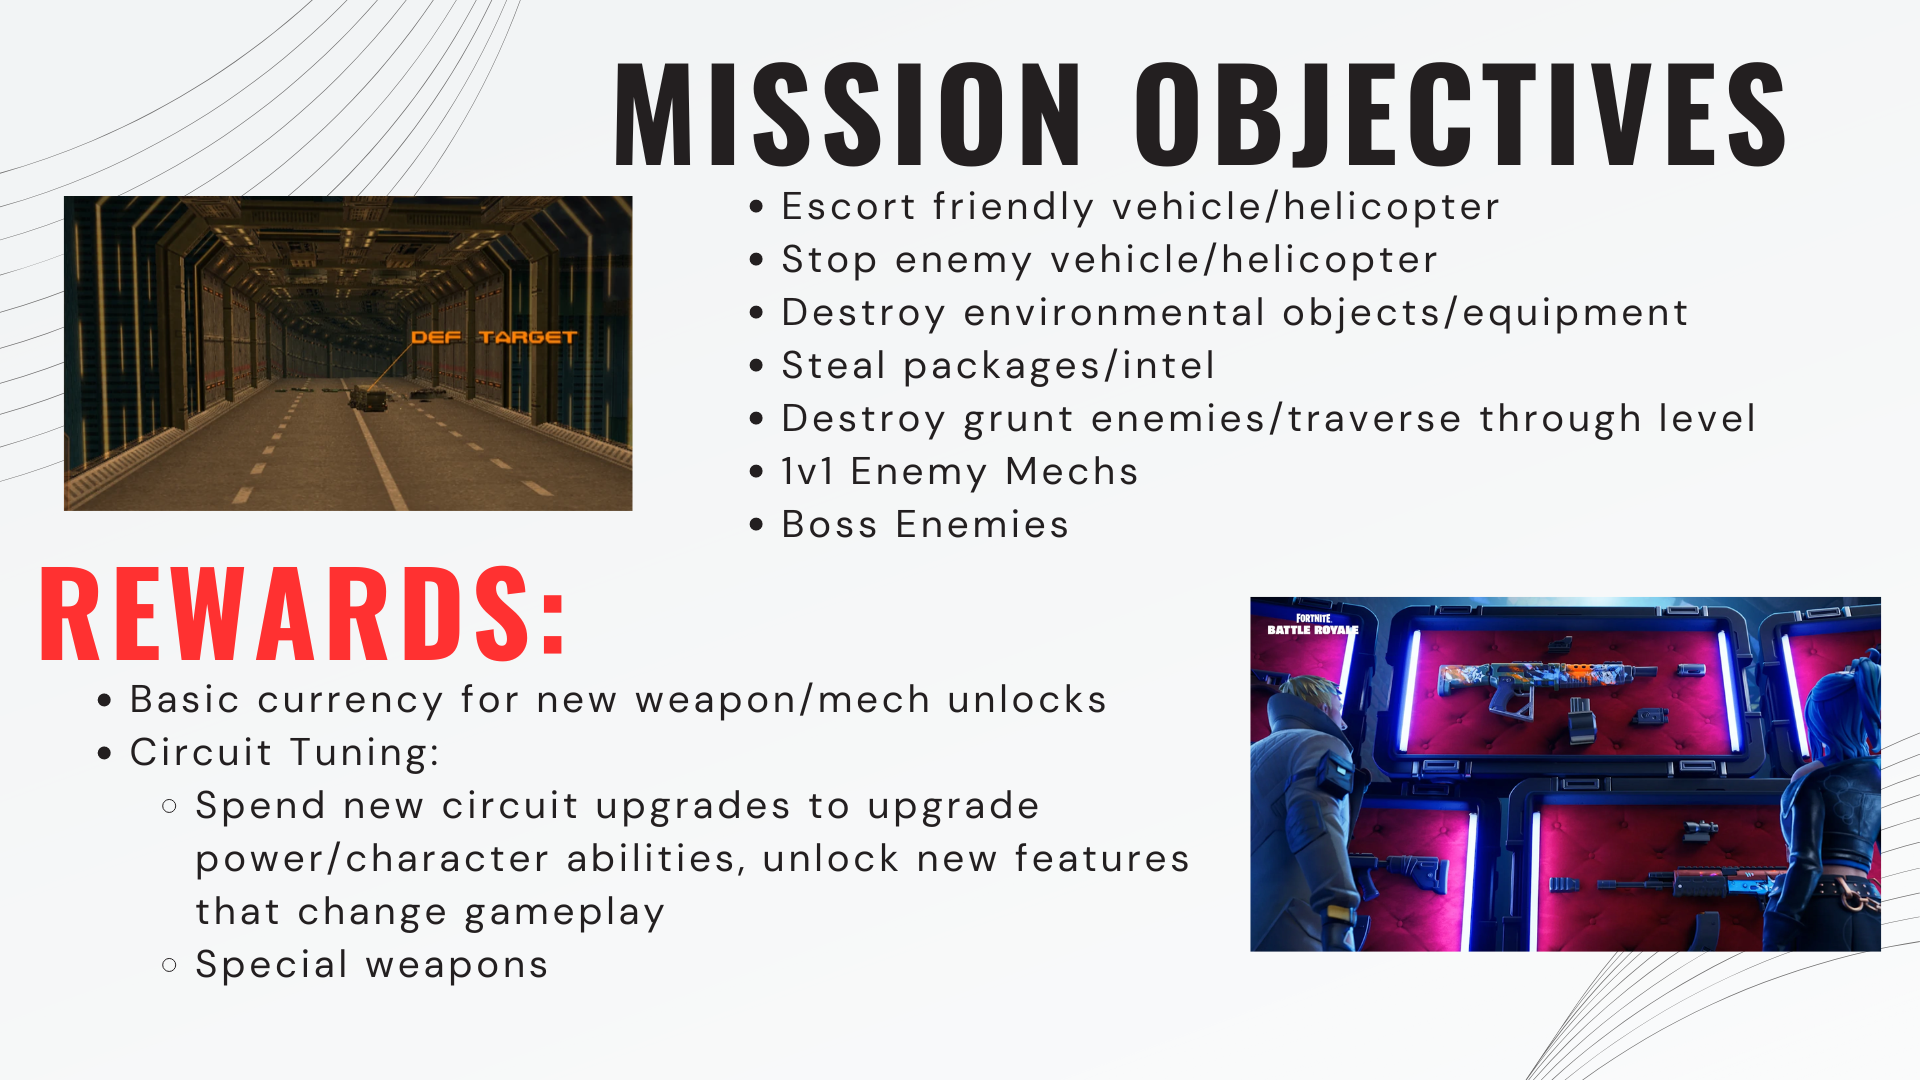 MISSION OBJECTIVES
• Escort friendly vehicle/helicopter
• Stop enemy vehicle/helicopter
• Destroy environmental objects/equipment
• Steal packages/intel
• Destroy grunt enemies/traverse through level
• 1v1 Enemy Mechs
• Boss Enemies
DEF TARGET
REWARDS:
• Basic currency for new weapon/mech unlocks
• Circuit Tuning:
○ Spend new circuit upgrades to upgrade
power/character abilities, unlock new features
that change gameplay
○ Special weapons
FORTNITE
BATTLE ROYALE